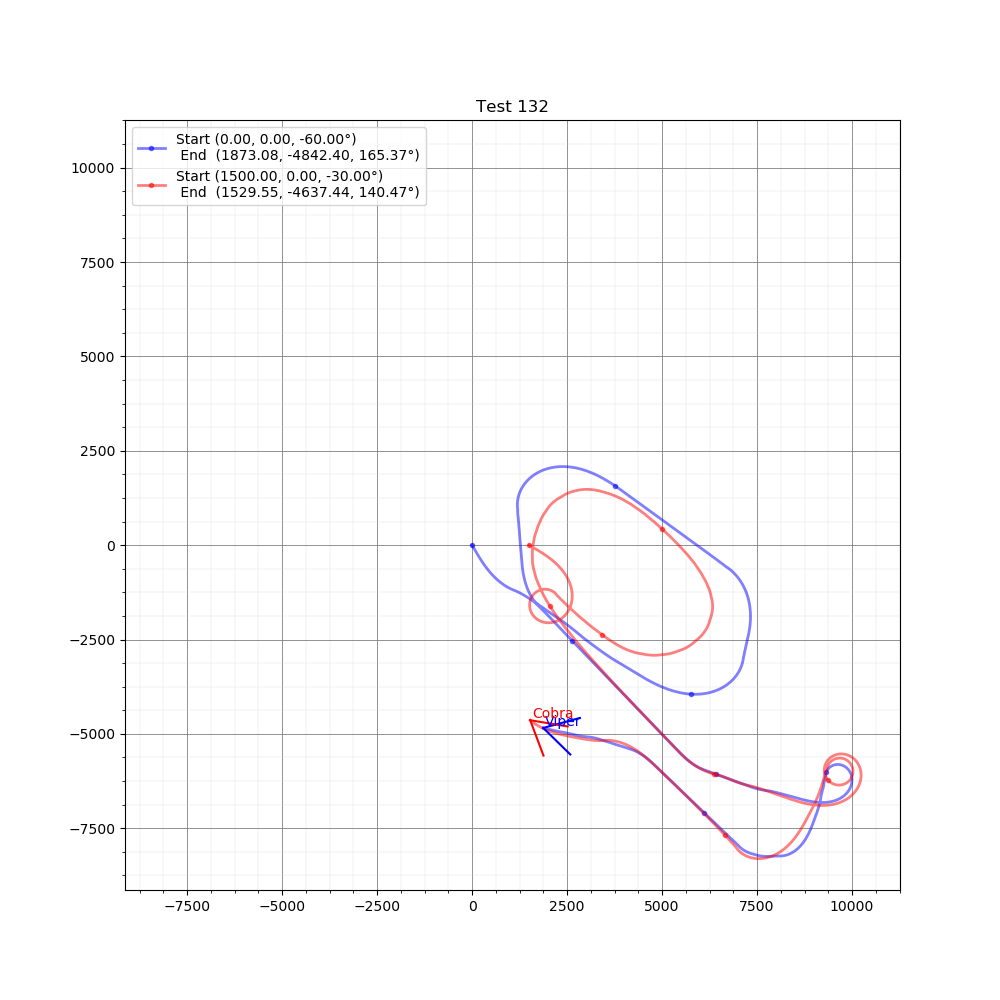 Test 132
Start (0.00, 0.00, -60.00°)
End (1873.08, -4842.40, 165.37°)
Start (1500.00, 0.00, -30.00°)
End (1529.55, -4637.44, 140.47°)
10000
7500
5000
2500
0
−2500
−5000
−7500
Cobra
Viper
−7500 −5000 −2500 0 2500 5000 7500 10000